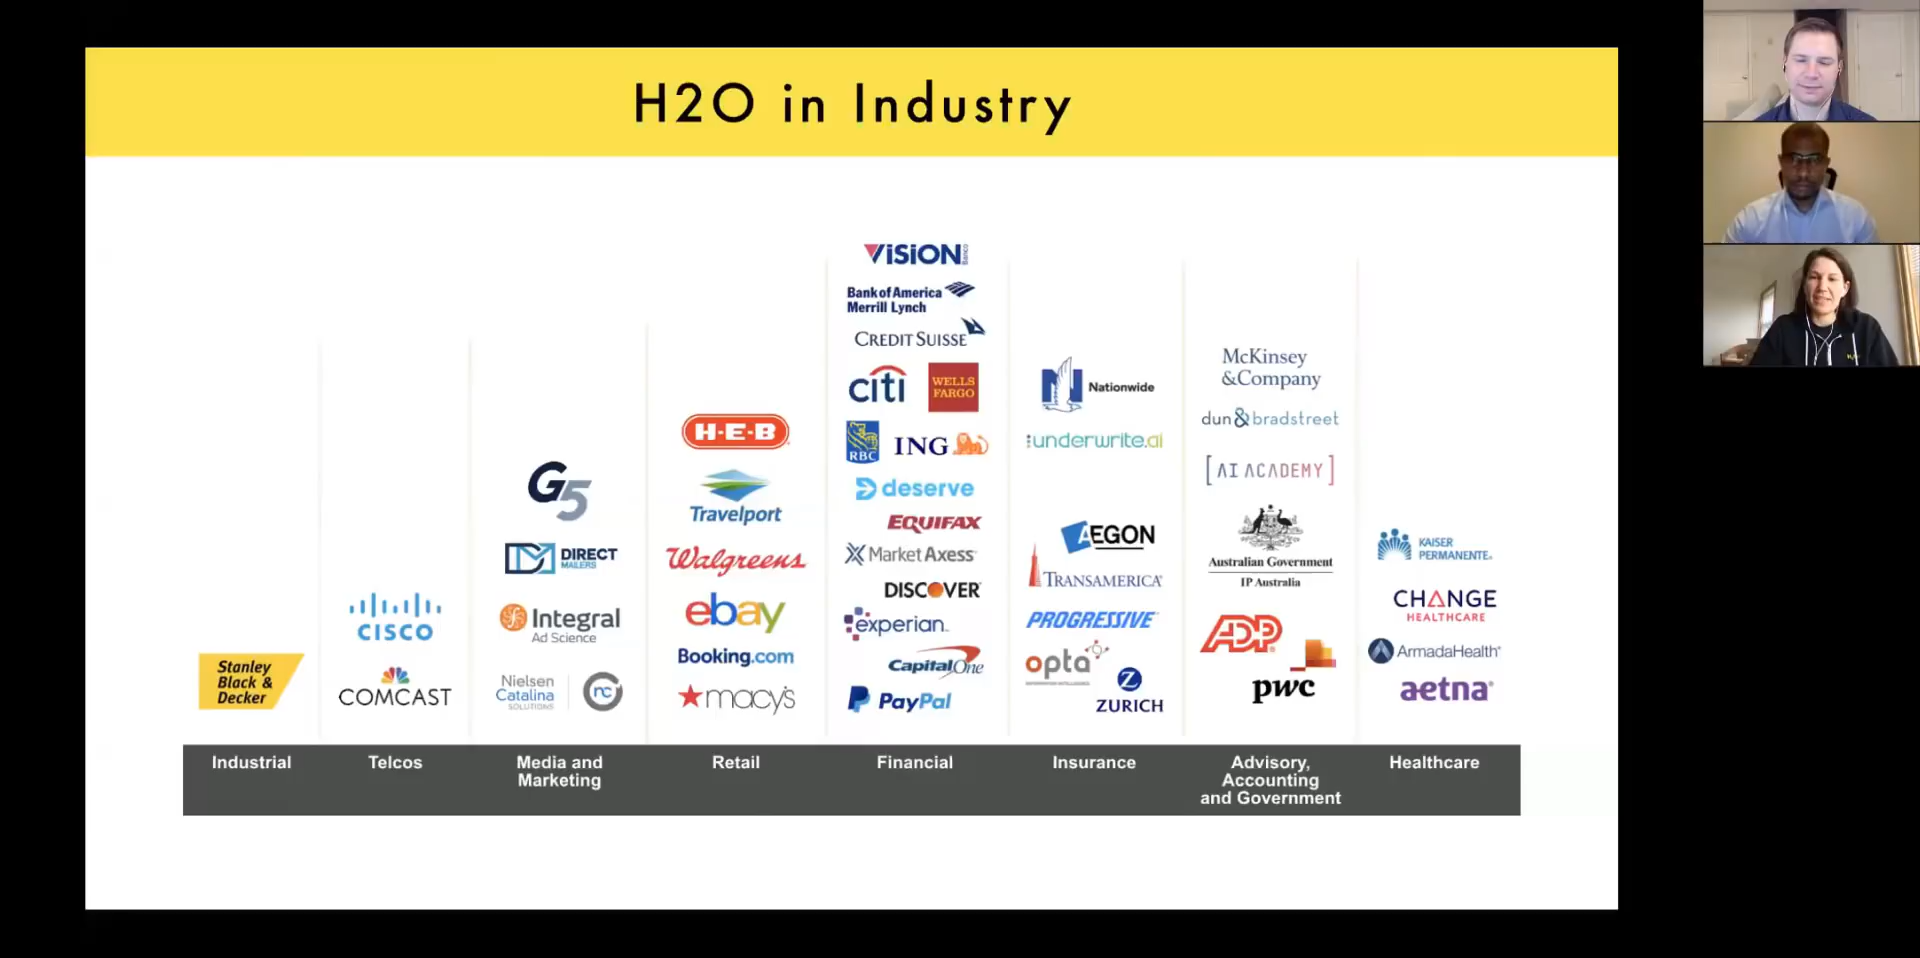 H2O in Industry
Stanley
Black &
Decker
Industrial
CISCO
COMCAST
Telcos
G5
DM DIRECT
MAILERS
Integral
Ad Science
Nielsen
Catalina
SOLUTIONS
nc
Media and
Marketing
H-E-B
Travelport
Walgreens
ebay
Booking.com
macy's
Retail
VISION Banco
Bank of America
Merrill Lynch
CREDIT SUISSE
citi
WELLS
FARGO
RBC
ING
deserve
EQUIFAX
MarketAxess
DISCOVER
experian
Capital One
PayPal
Financial
Nationwide
underwrite.ai
AEGON
TRANSAMERICA
PROGRESSIVE
opta
ZURICH
Insurance
McKinsey
&Company
dun & bradstreet
[AI ACADEMY]
Australian Government
IP Australia
ADP
pwc
Advisory,
Accounting
and Government
KAISER
PERMANENTE
CHANGE
HEALTHCARE
ArmadaHealth
aetna
Healthcare